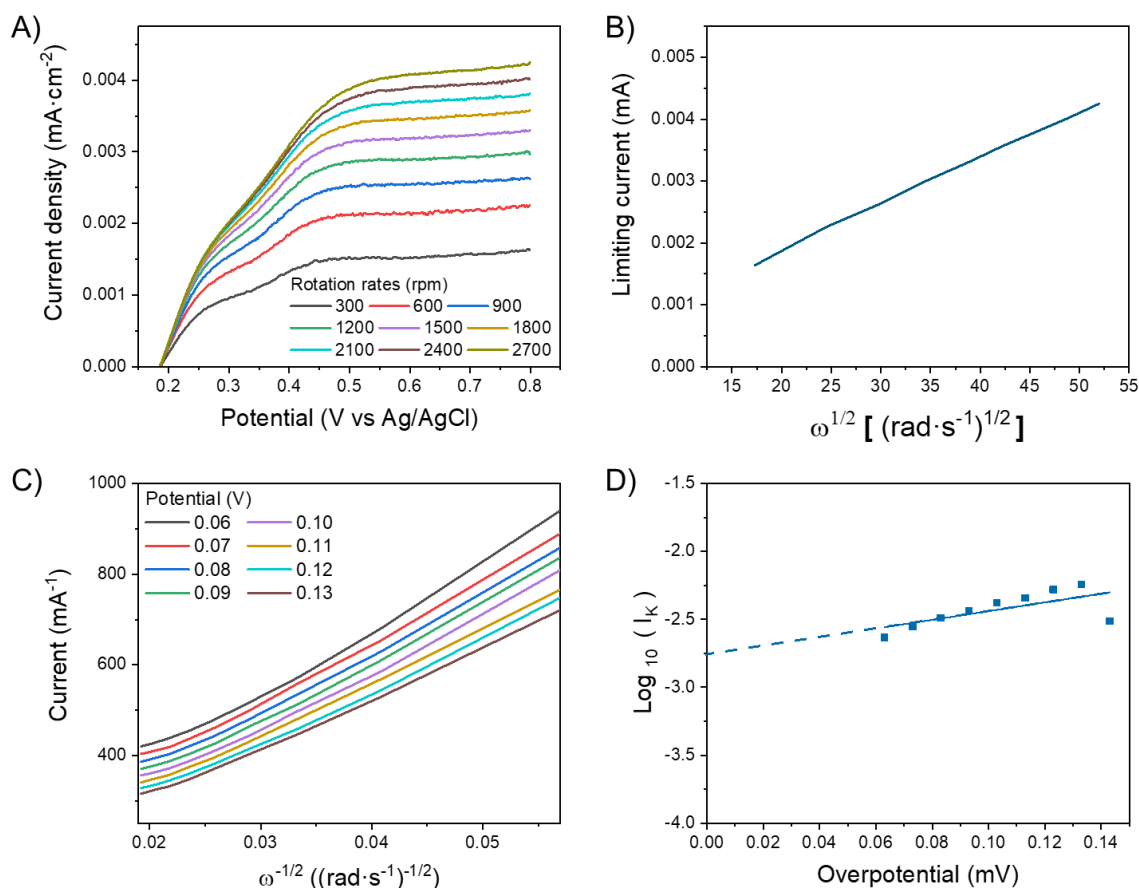 A)
Current density (mA·cm-2)
0.004
0.003
0.002
0.001
0.000
Rotation rates (rpm)
300 600 900
1200 1500 1800
2100 2400 2700
0.2 0.3 0.4 0.5 0.6 0.7 0.8
Potential (V vs Ag/AgCl)
B)
Limiting current (mA)
0.005
0.004
0.003
0.002
0.001
0.000
15 20 25 30 35 40 45 50 55
ω1/2 [ (rad·s-1)1/2 ]
C)
Current (mA-1)
1000
800
600
400
Potential (V)
0.06 0.10
0.07 0.11
0.08 0.12
0.09 0.13
0.02 0.03 0.04 0.05
ω-1/2 ((rad·s-1)-1/2)
D)
Log 10 ( IK )
-1.5
-2.0
-2.5
-3.0
-3.5
-4.0
0.00 0.02 0.04 0.06 0.08 0.10 0.12 0.14
Overpotential (mV)